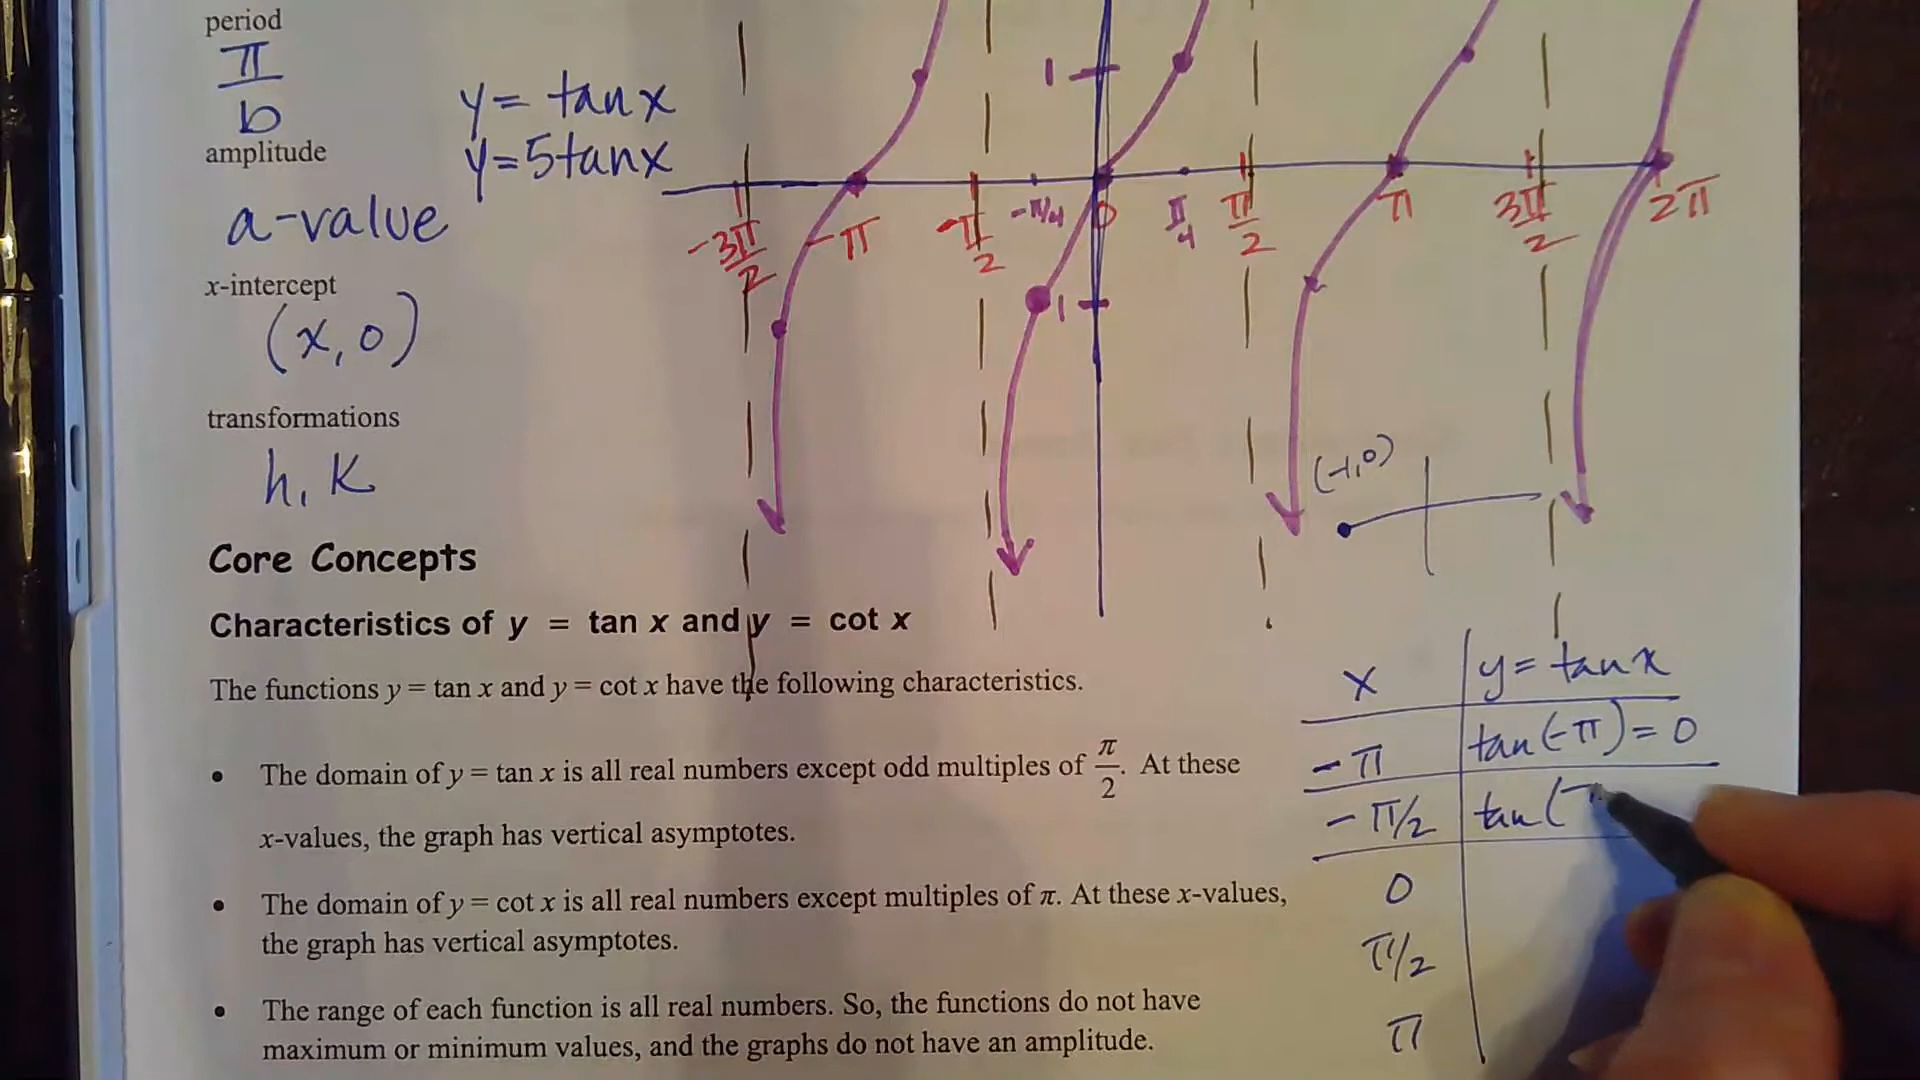 period
π
b
y = tan x
amplitude
y = 5tanx
a-value
x-intercept
(x, 0)
transformations
h, K
1
-3π/2
-π
-π/2
-π/4
0
π/4
π/2
π
3π/2
2π
1
(-1,0)
Core Concepts
Characteristics of y = tan x and y = cot x
The functions y = tan x and y = cot x have the following characteristics.
• The domain of y = tan x is all real numbers except odd multiples of π/2. At these
x-values, the graph has vertical asymptotes.
• The domain of y = cot x is all real numbers except multiples of π. At these x-values,
the graph has vertical asymptotes.
• The range of each function is all real numbers. So, the functions do not have
maximum or minimum values, and the graphs do not have an amplitude.
x y = tan x
-π tan(-π) = 0
-π/2 tan(-
0
π/2
π